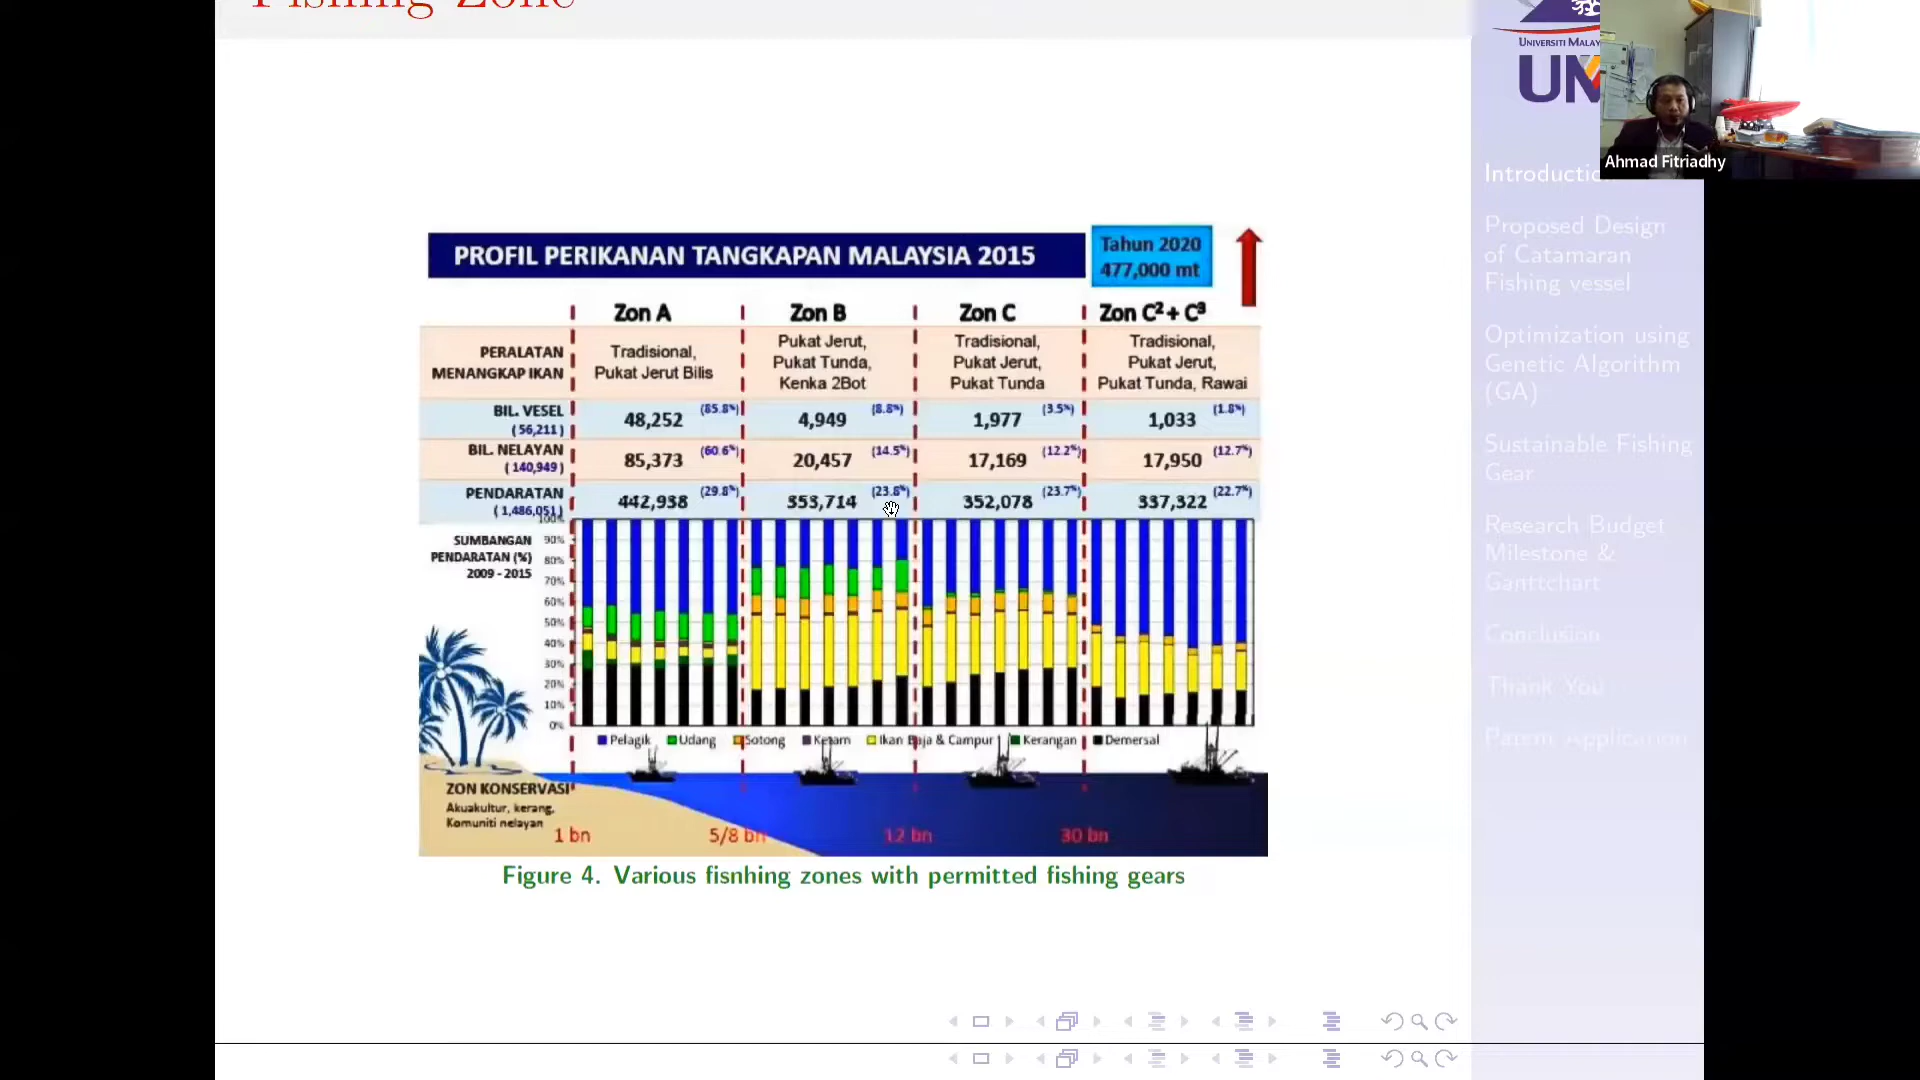 Fishing Zone
UNIVERSITI MALAY
UM
Ahmad Fitriadhy
Introductio
Proposed Design
of Catamaran
Fishing vessel
Optimization using
Genetic Algorithm
(GA)
Sustainable Fishing
Gear
Research Budget
Milestone &
Ganttchart
Conclusion
Thank You
Patent Application
PROFIL PERIKANAN TANGKAPAN MALAYSIA 2015
Tahun 2020
477,000 mt
Zon A Zon B Zon C Zon C² + C³
PERALATAN
MENANGKAP IKAN
Tradisional,
Pukat Jerut Bilis
Pukat Jerut,
Pukat Tunda,
Kenka 2Bot
Tradisional,
Pukat Jerut,
Pukat Tunda
Tradisional,
Pukat Jerut,
Pukat Tunda, Rawai
BIL. VESEL
(56,211)
48,252 (85.8%) 4,949 (8.8%) 1,977 (3.5%) 1,033 (1.8%)
BIL. NELAYAN
(140,949)
85,373 (60.6%) 20,457 (14.5%) 17,169 (12.2%) 17,950 (12.7%)
PENDARATAN
(1,486,051)
442,938 (29.8%) 353,714 (23.8%) 352,078 (23.7%) 337,322 (22.7%)
SUMBANGAN
PENDARATAN (%)
2009 - 2015
100%
90%
80%
70%
60%
50%
40%
30%
20%
10%
0%
Pelagik Udang Sotong Ketam Ikan Baja & Campur Kerangan Demersal
ZON KONSERVASI
Akuakultur, kerang,
Komuniti nelayan
1 bn 5/8 bn 12 bn 30 bn
Figure 4. Various fisnhing zones with permitted fishing gears